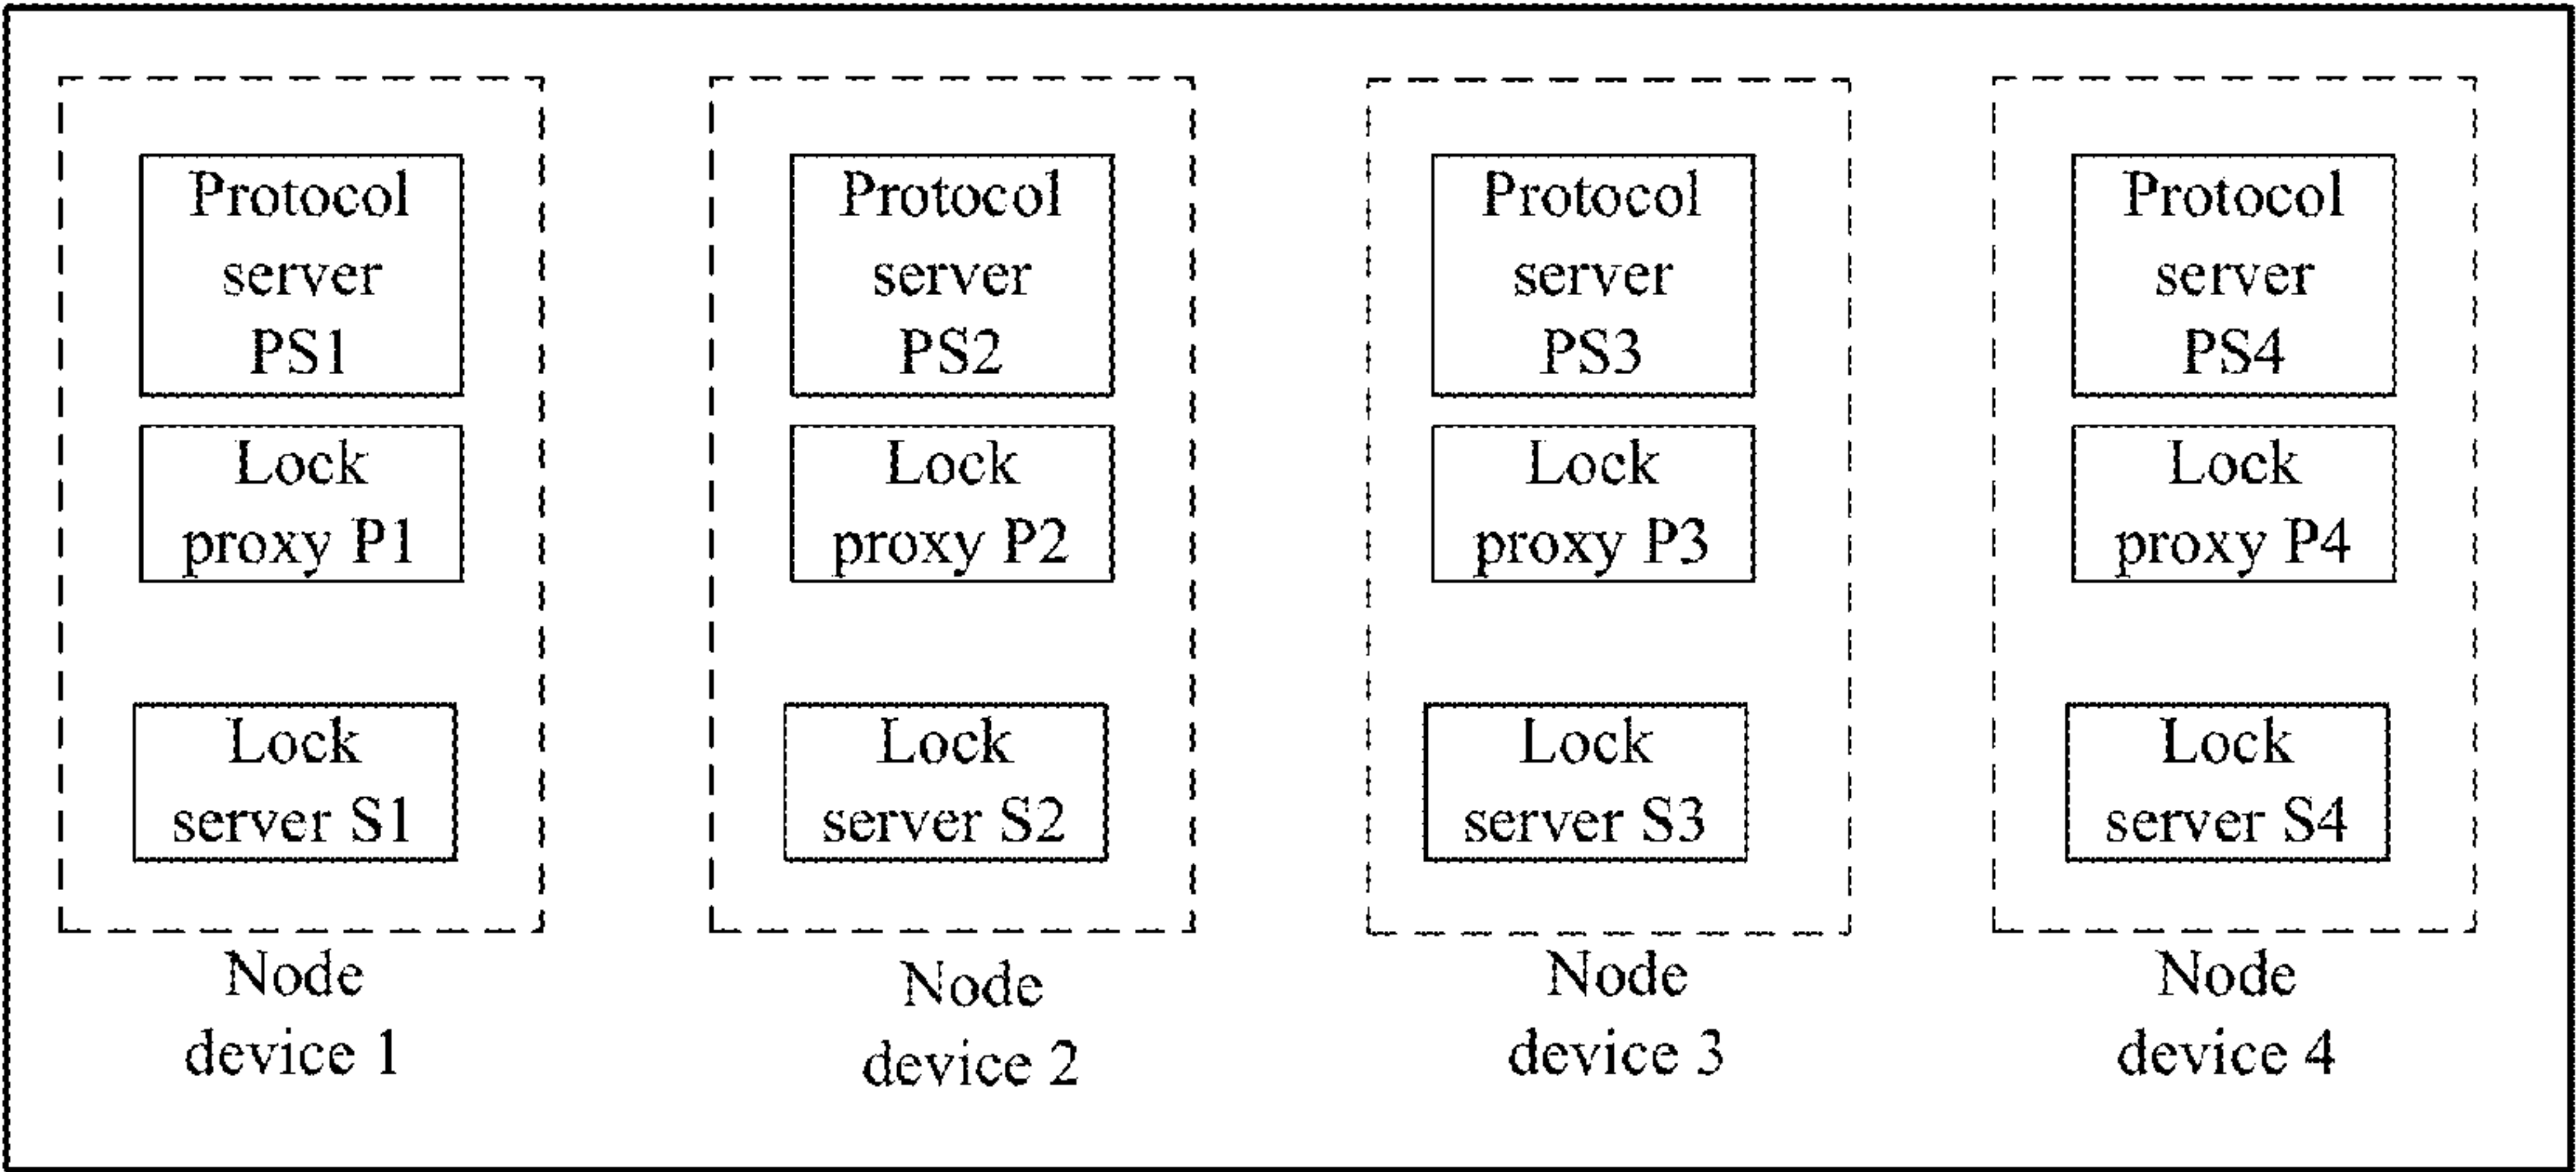 Protocol
server
PS1
Lock
proxy P1
Lock
server S1
Node
device 1
Protocol
server
PS2
Lock
proxy P2
Lock
server S2
Node
device 2
Protocol
server
PS3
Lock
proxy P3
Lock
server S3
Node
device 3
Protocol
server
PS4
Lock
proxy P4
Lock
server S4
Node
device 4